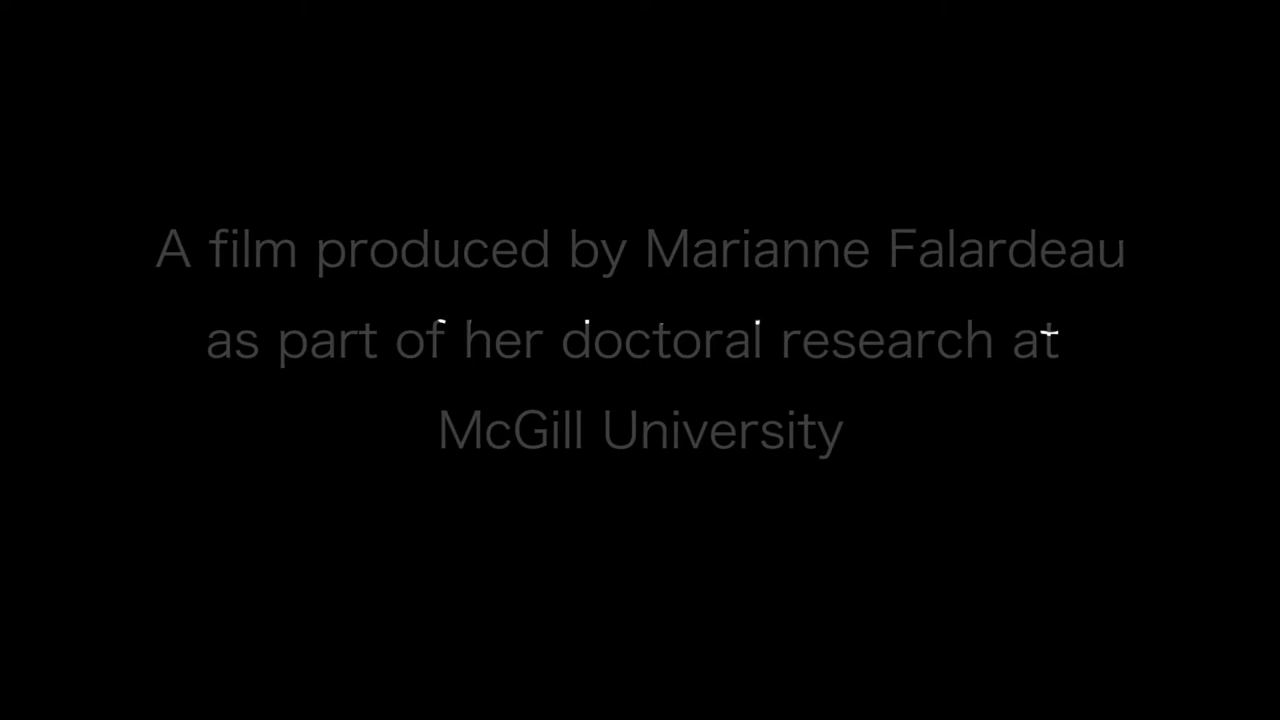 A film produced by Marianne Falardeau
as part of her doctoral research at
McGill University